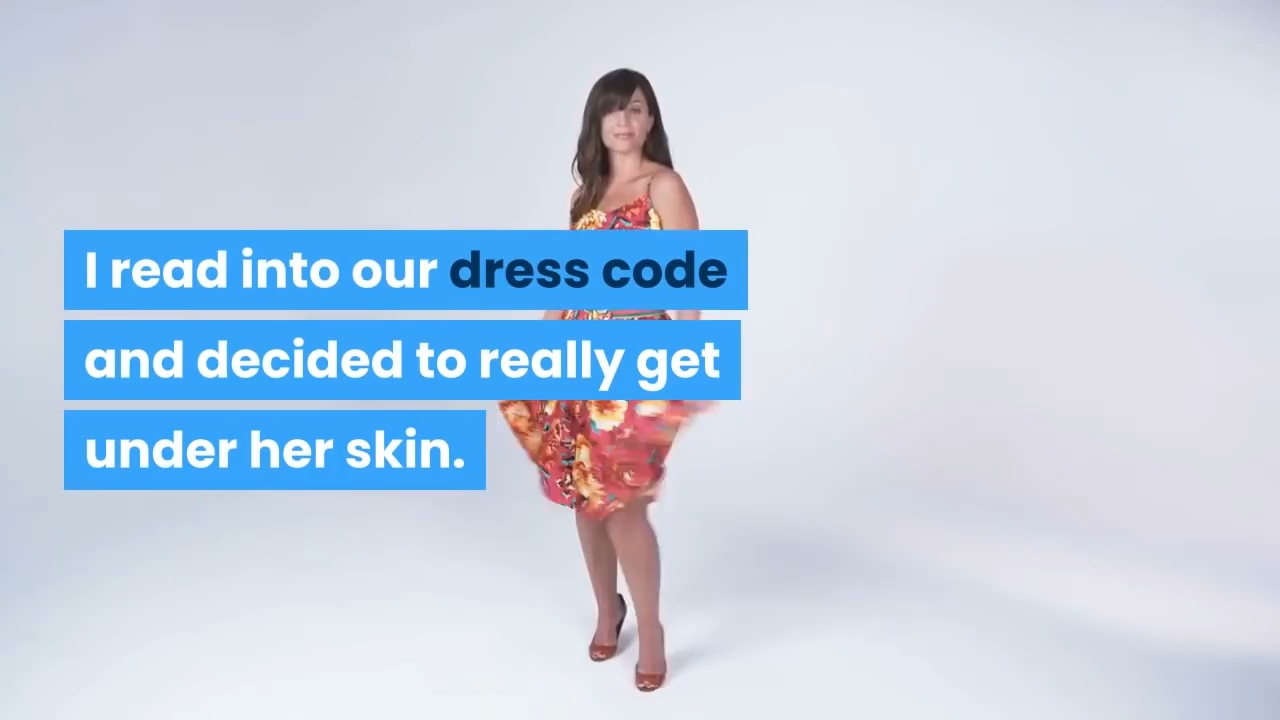 I read into our dress code
and decided to really get
under her skin.